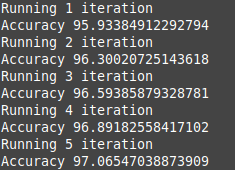 Running 1 iteration
Accuracy 95.93384912292794
Running 2 iteration
Accuracy 96.30020725143618
Running 3 iteration
Accuracy 96.59385879328781
Running 4 iteration
Accuracy 96.89182558417102
Running 5 iteration
Accuracy 97.06547038873909